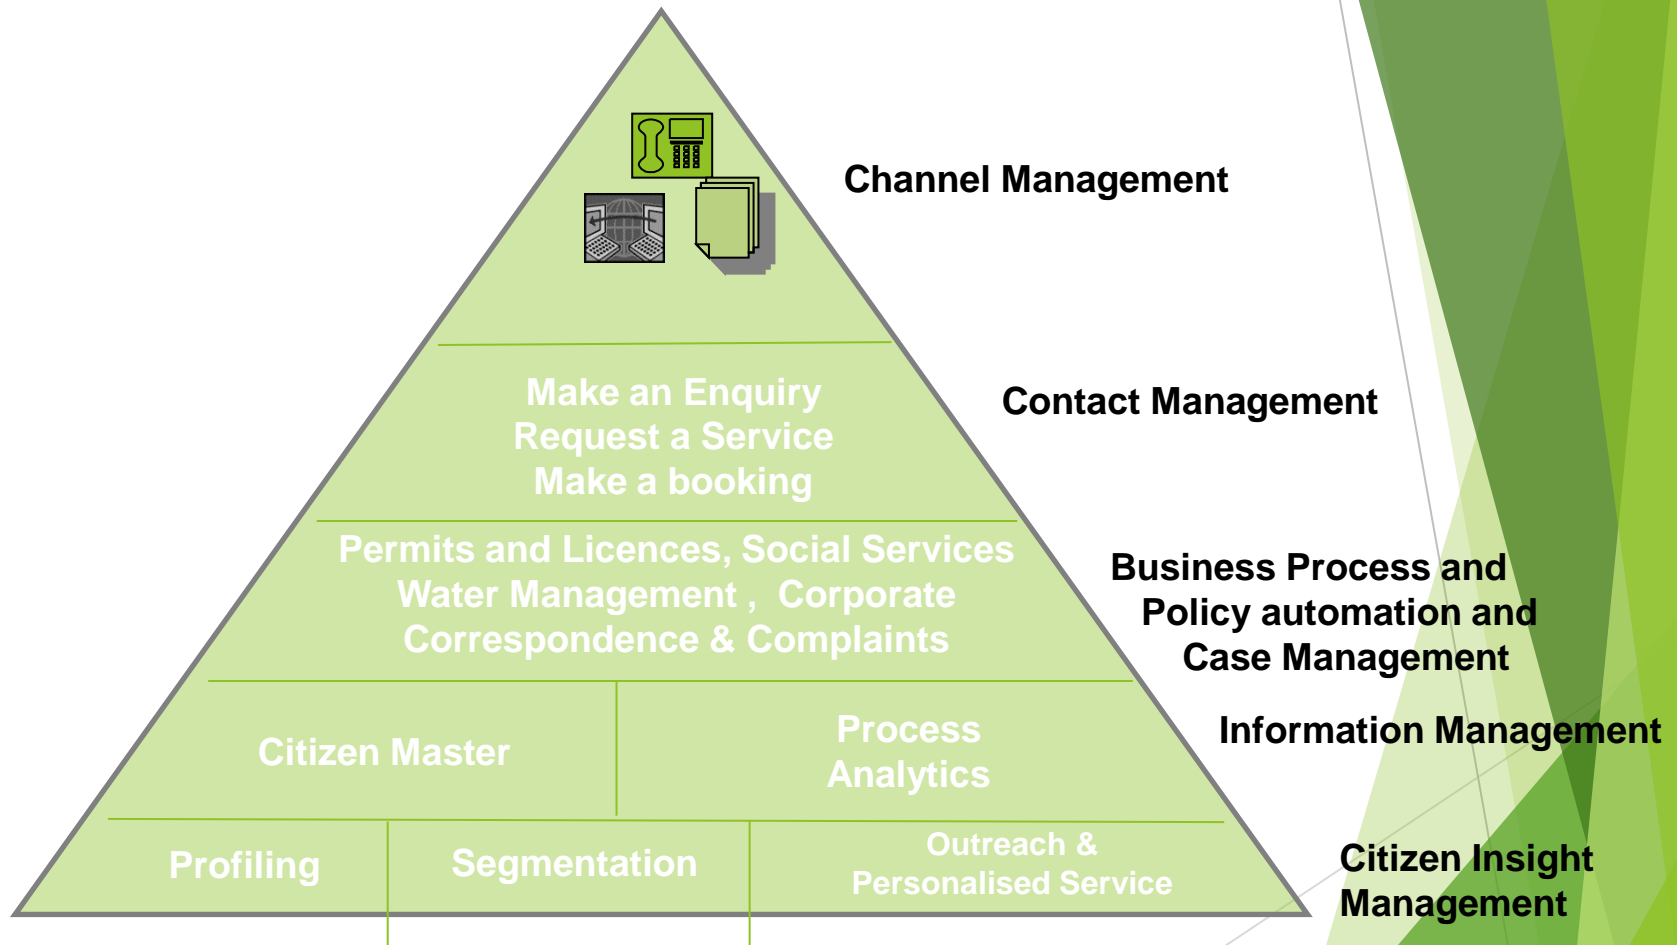 Channel Management
Make an Enquiry
Request a Service
Make a booking
Contact Management
Permits and Licences, Social Services
Water Management ,  Corporate
Correspondence & Complaints
Business Process and
Policy automation and
Case Management
Citizen Master
Process
Analytics
Information Management
Profiling
Segmentation
Outreach &
Personalised Service
Citizen Insight
Management